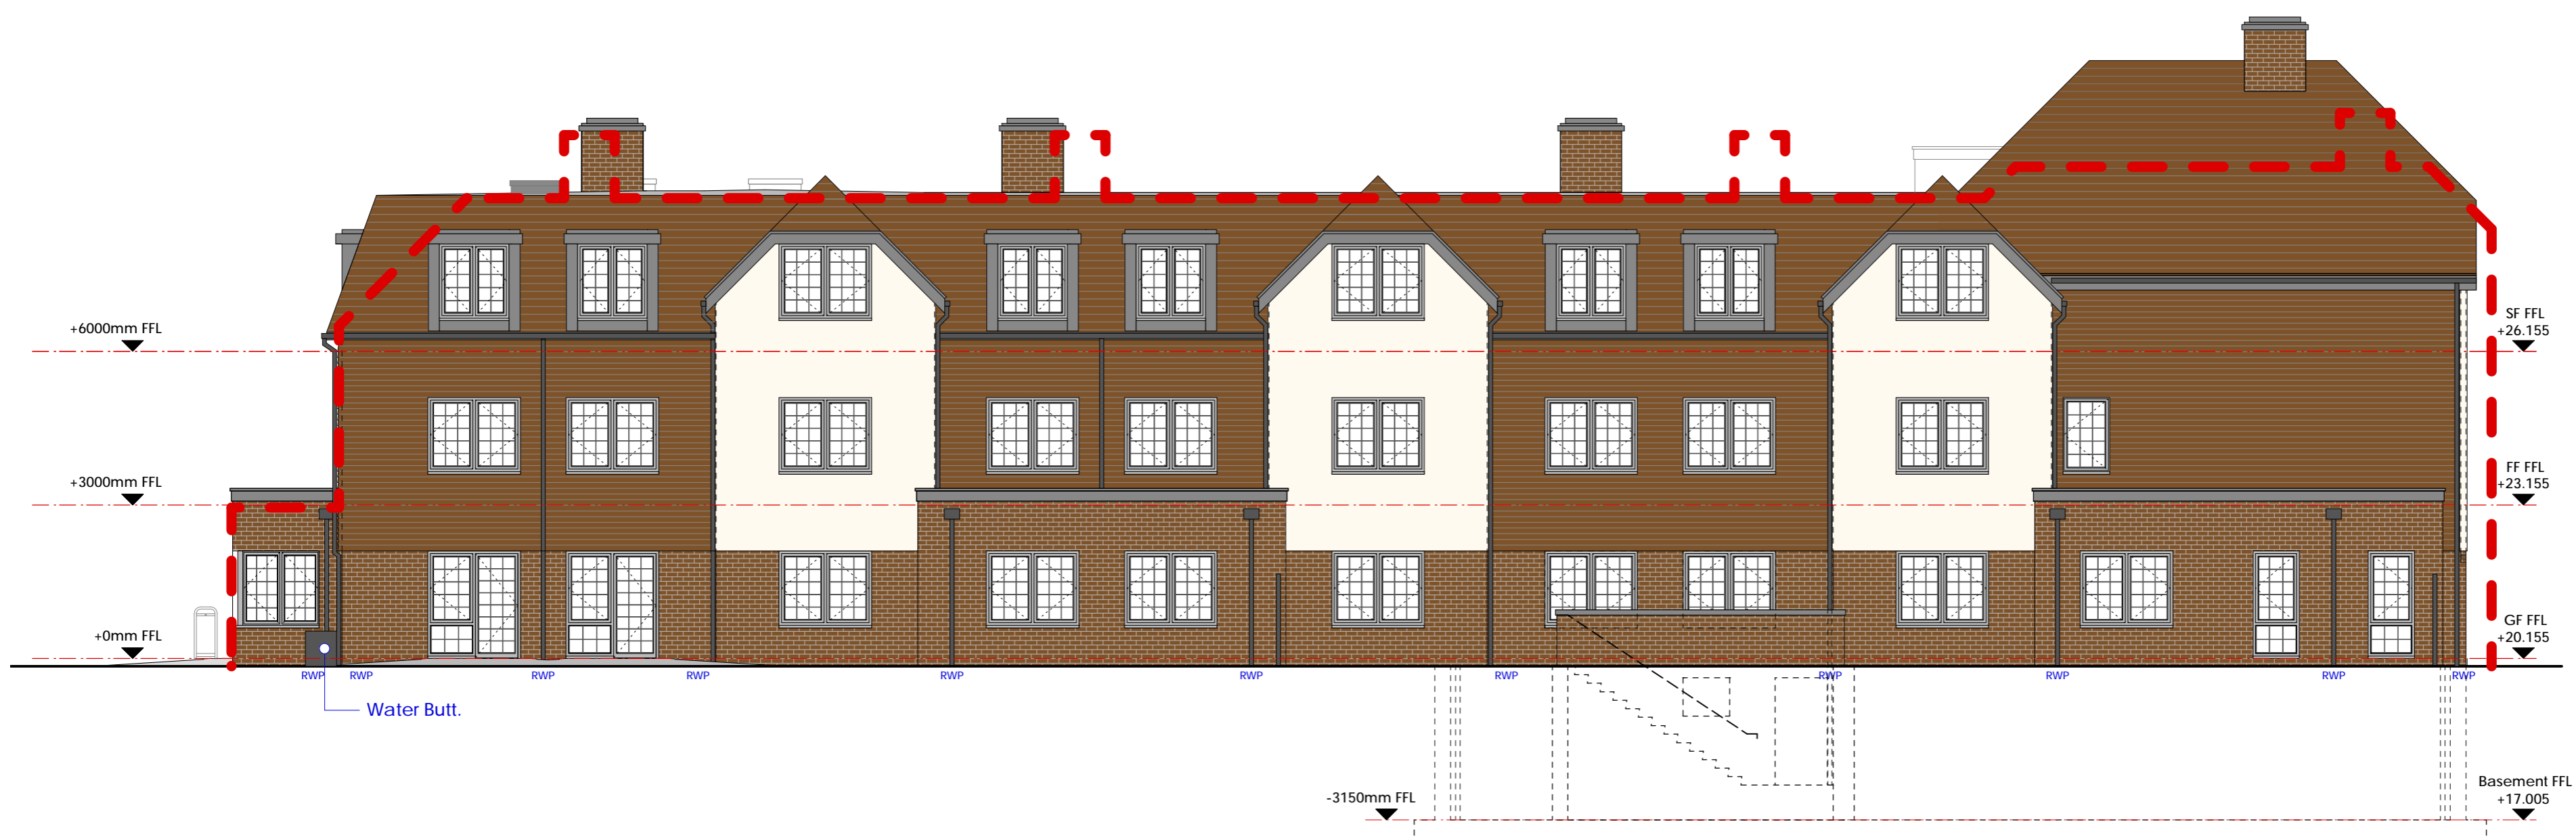 +6000mm FFL
SF FFL
+26.155
+3000mm FFL
FF FFL
+23.155
+0mm FFL
GF FFL
+20.155
RWP
RWP
RWP
RWP
RWP
RWP
RWP
RWP
RWP
RWP
RWP
Water Butt.
-3150mm FFL
Basement FFL
+17.005